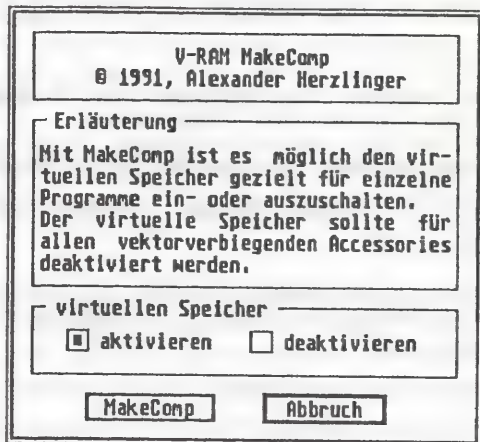 V-RAM MakeComp
© 1991, Alexander Herzlinger
Erläuterung
Mit MakeComp ist es möglich den vir-
tuellen Speicher gezielt für einzelne
Programme ein- oder auszuschalten.
Der virtuelle Speicher sollte für
allen vektorverbiegenden Accessories
deaktiviert werden.
virtuellen Speicher
aktivieren deaktivieren
MakeComp Abbruch